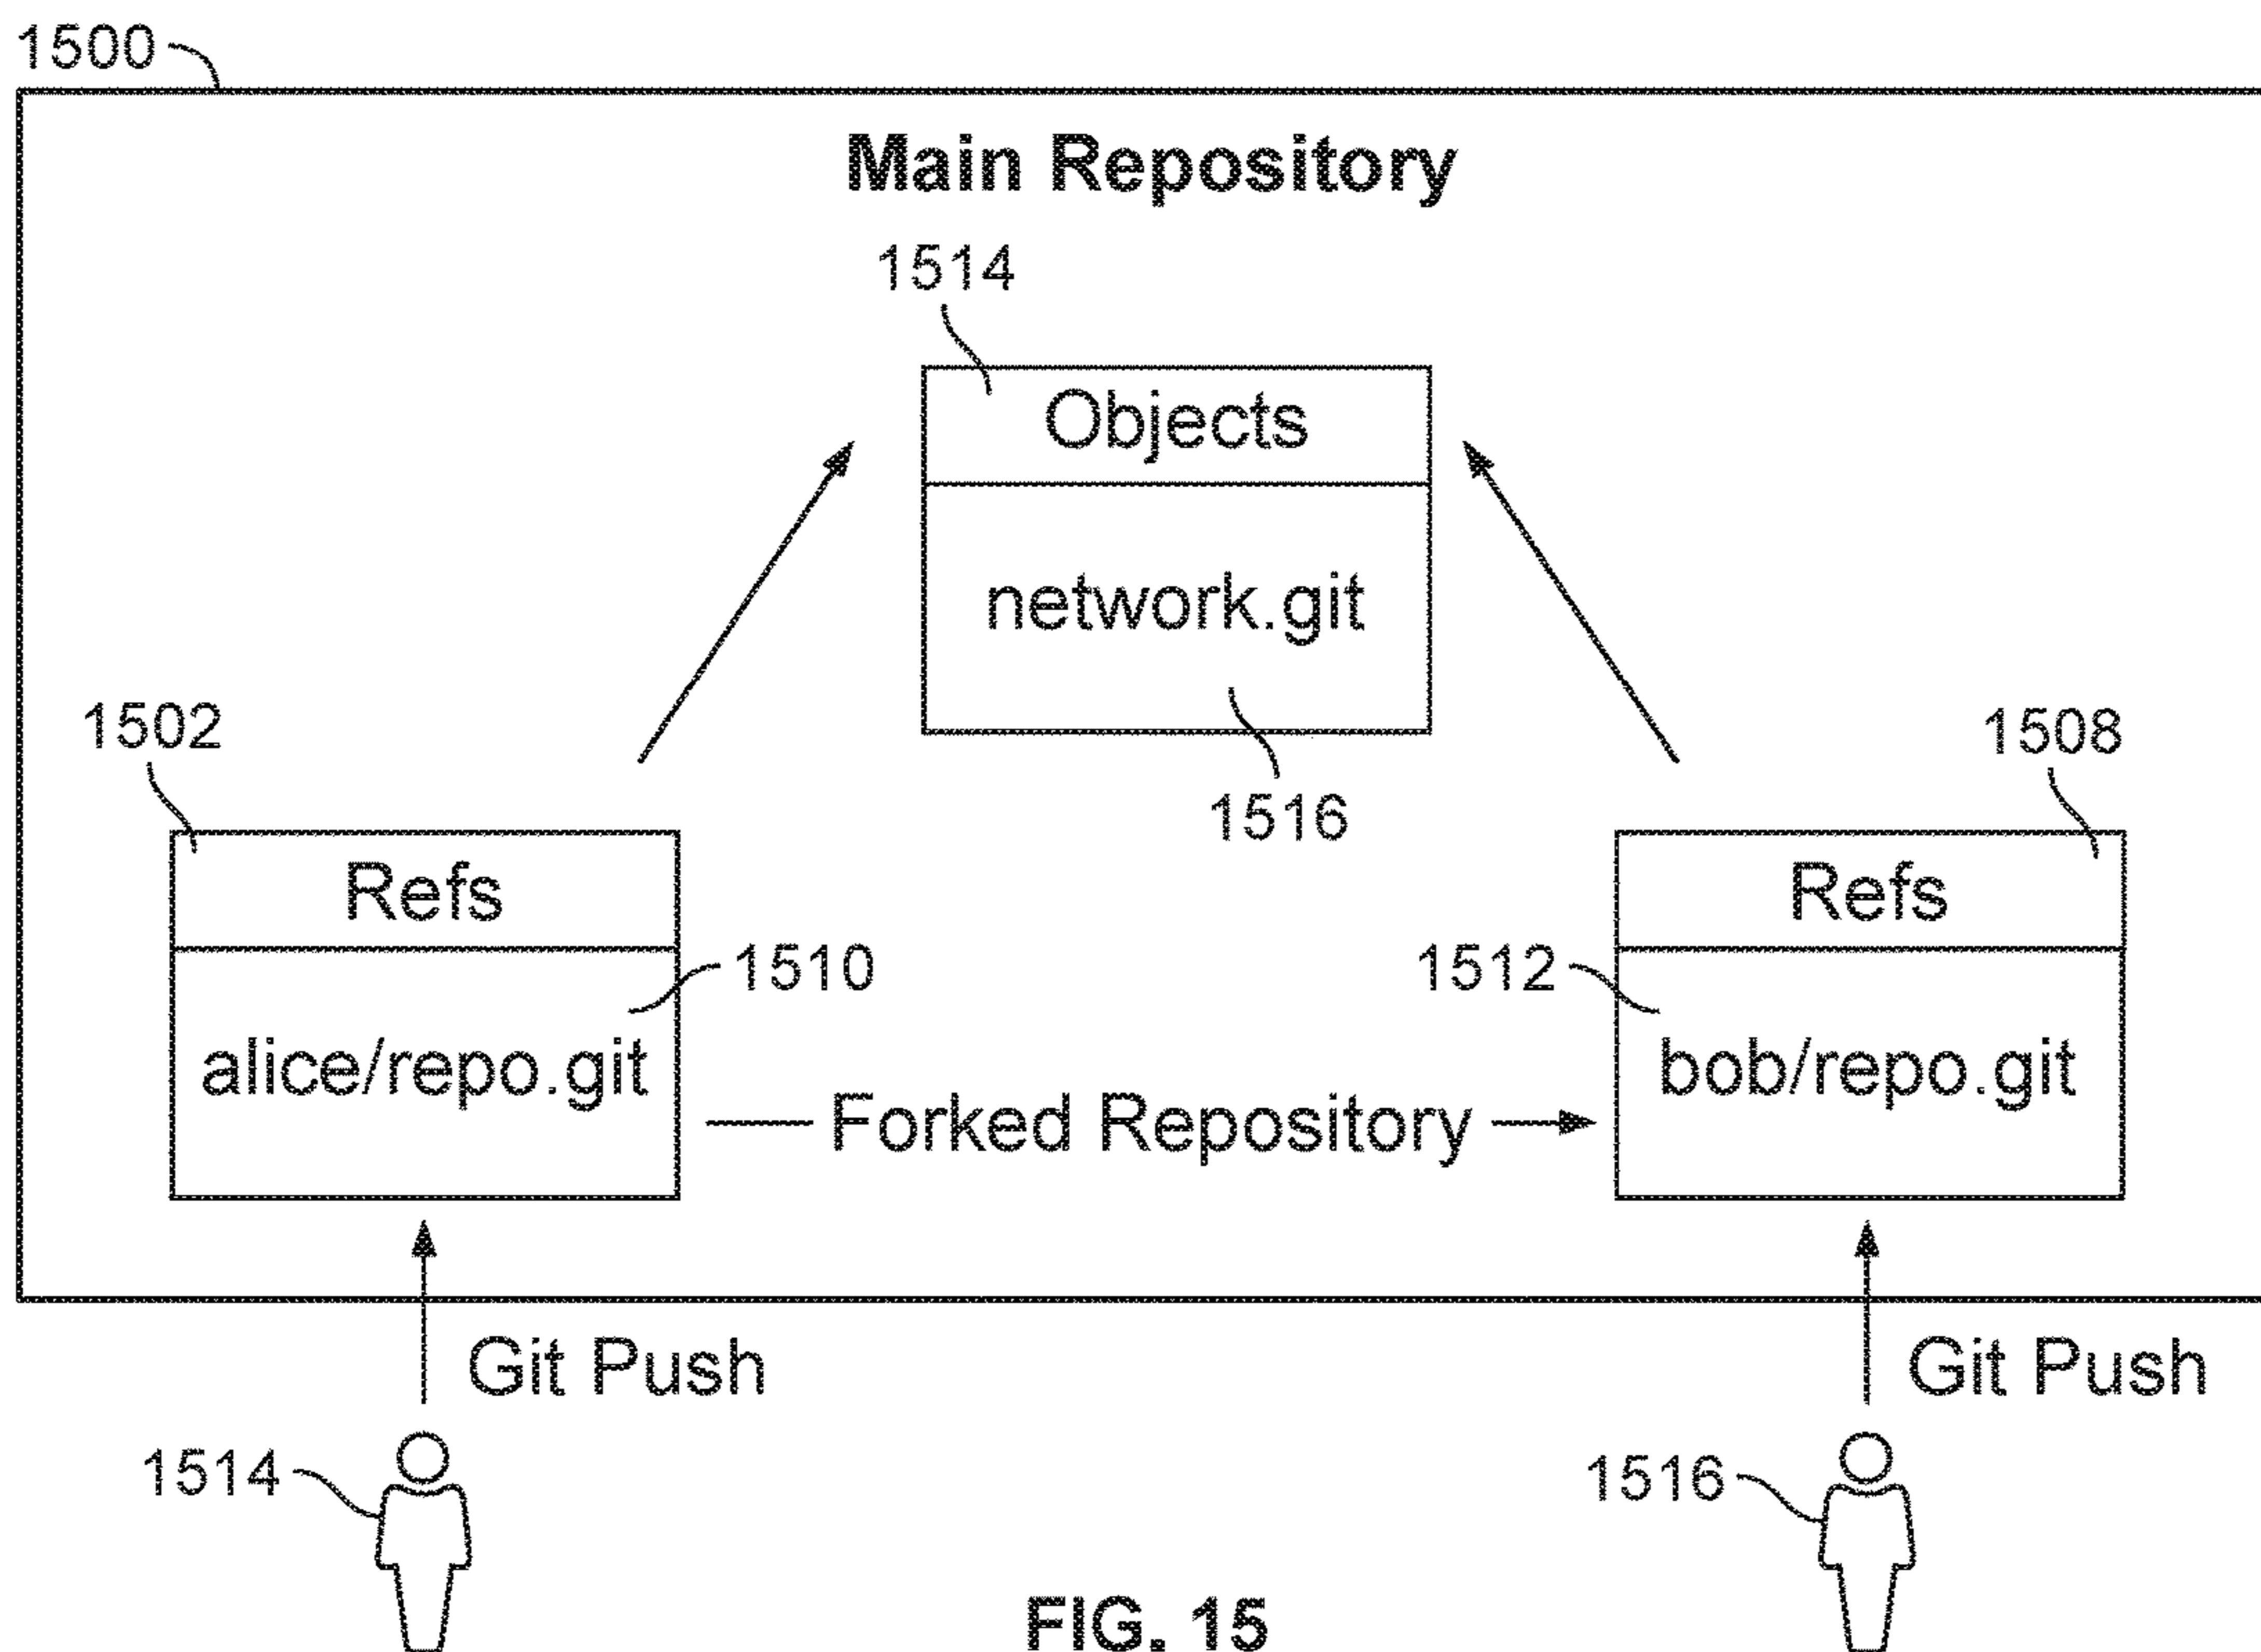 1500
Main Repository
1514
Objects
network.git
1502
1508
1516
Refs
Refs
1510
1512
alice/repo.git
bob/repo.git
Forked Repository
Git Push
Git Push
1514
1516
FIG. 15